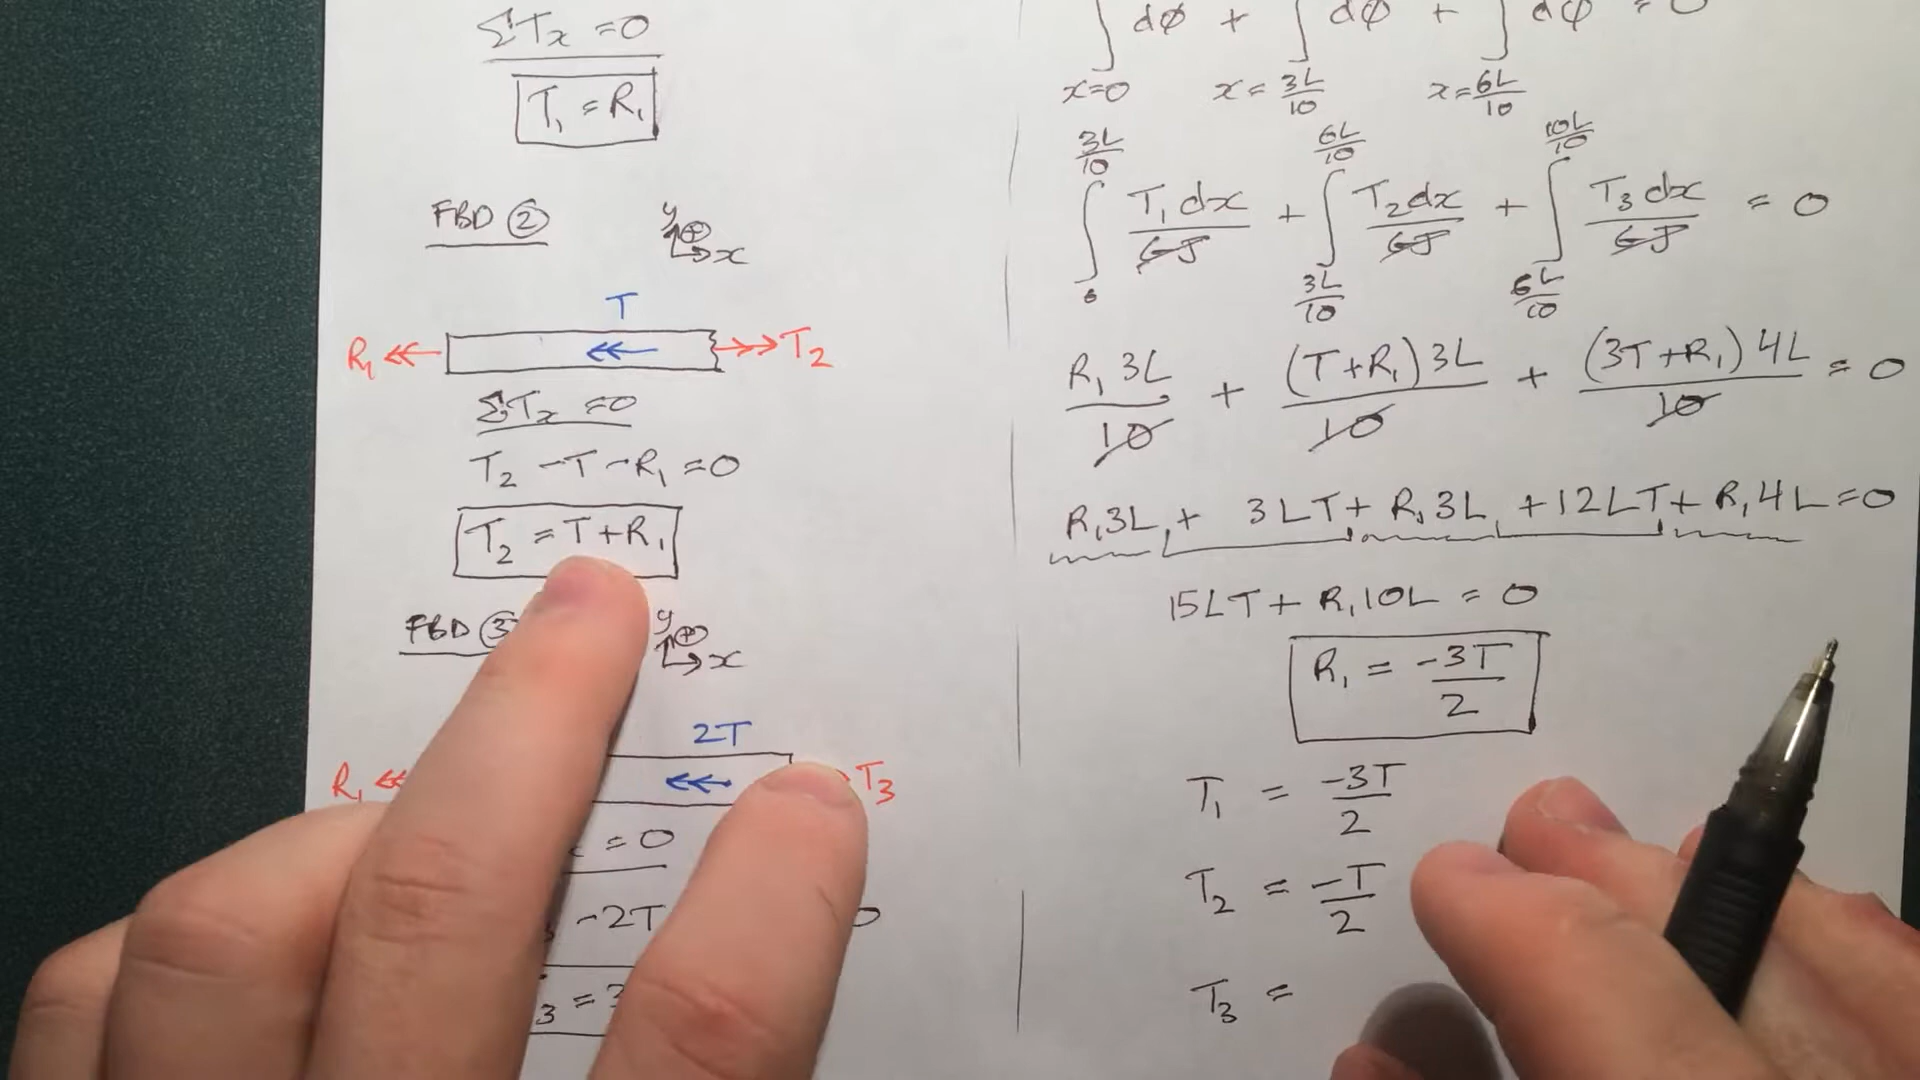 ΣTx = 0
T1 = R1
FBD ②
y + x
T
R1 T2
ΣTx = 0
T2 - T - R1 = 0
T2 = T + R1
FBD ③
y + x
2T
R1 T3
= 0
-2T
3 =
∫ dφ + ∫ dφ + ∫ dφ = 0
x=0 x = 3L/10 x = 6L/10
3L/10 6L/10 10L/10
∫ T1 dx/GJ + ∫ T2 dx/GJ + ∫ T3 dx/GJ = 0
0 3L/10 6L/10
R1 3L/10 + (T+R1) 3L/10 + (3T+R1) 4L/10 = 0
R1 3L + 3LT + R1 3L + 12LT + R1 4L = 0
15LT + R1 10L = 0
R1 = -3T/2
T1 = -3T/2
T2 = -T/2
T3 =